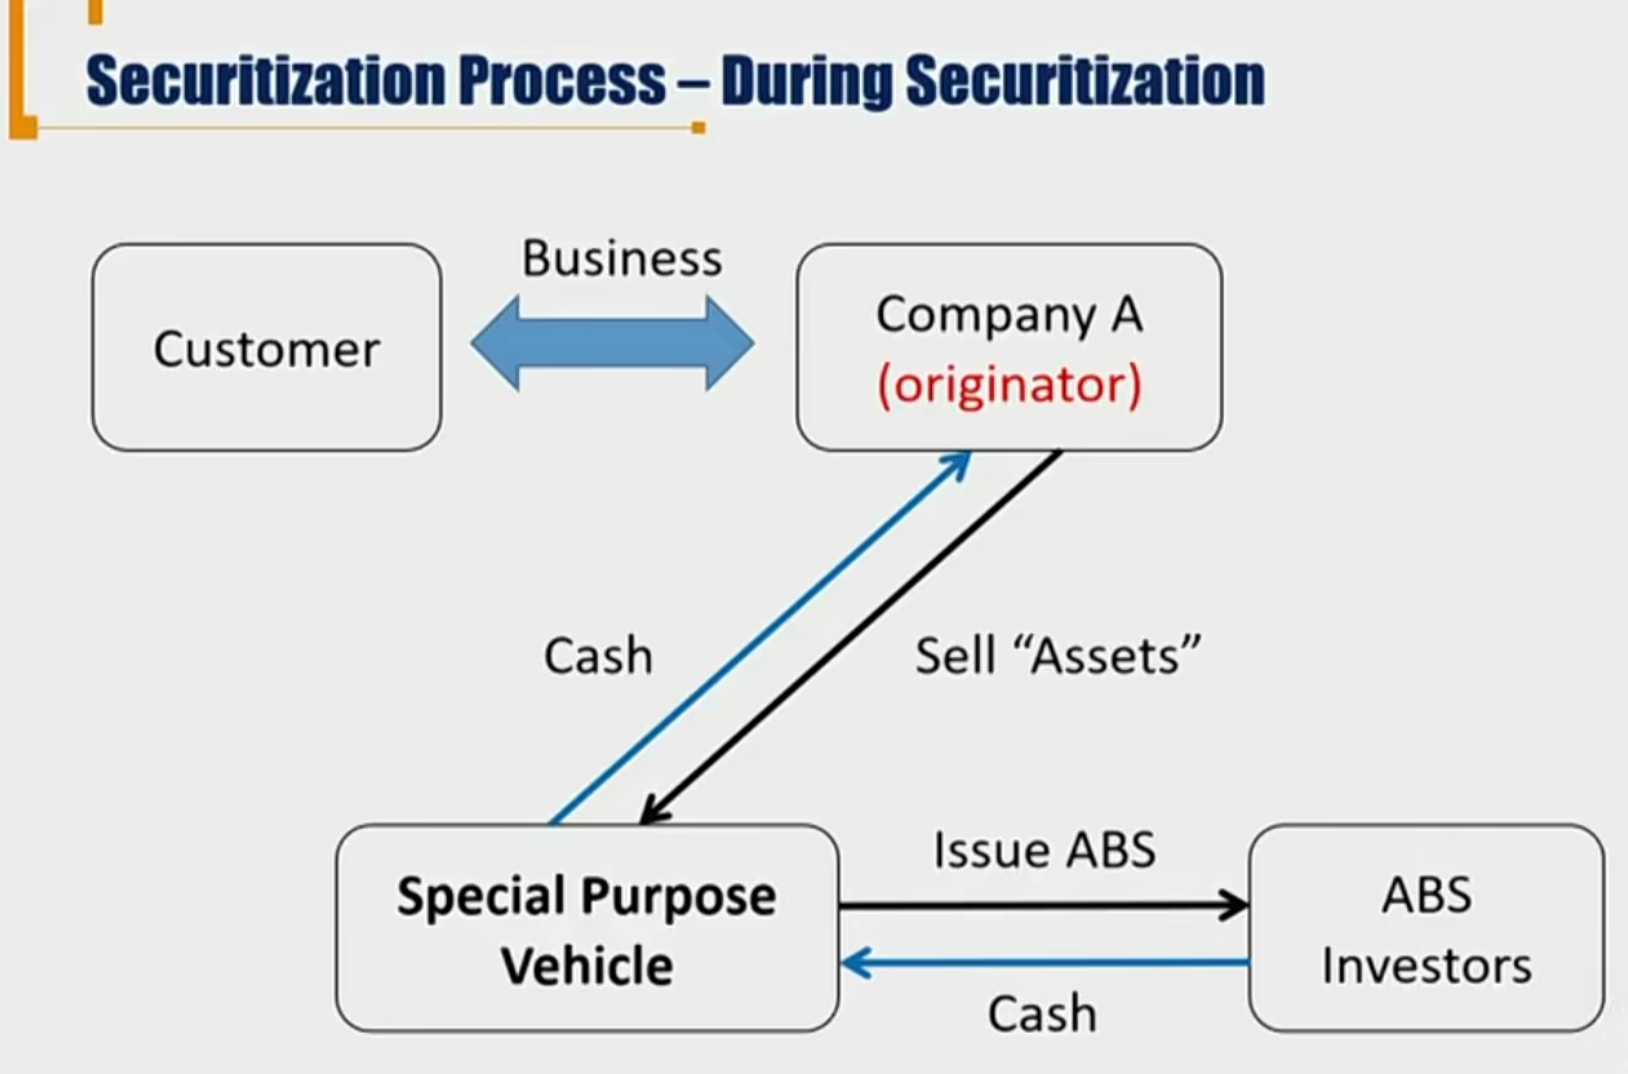 Securitization Process – During Securitization
Business
Customer
Company A
(originator)
Cash
Sell “Assets”
Special Purpose
Vehicle
Issue ABS
Cash
ABS
Investors